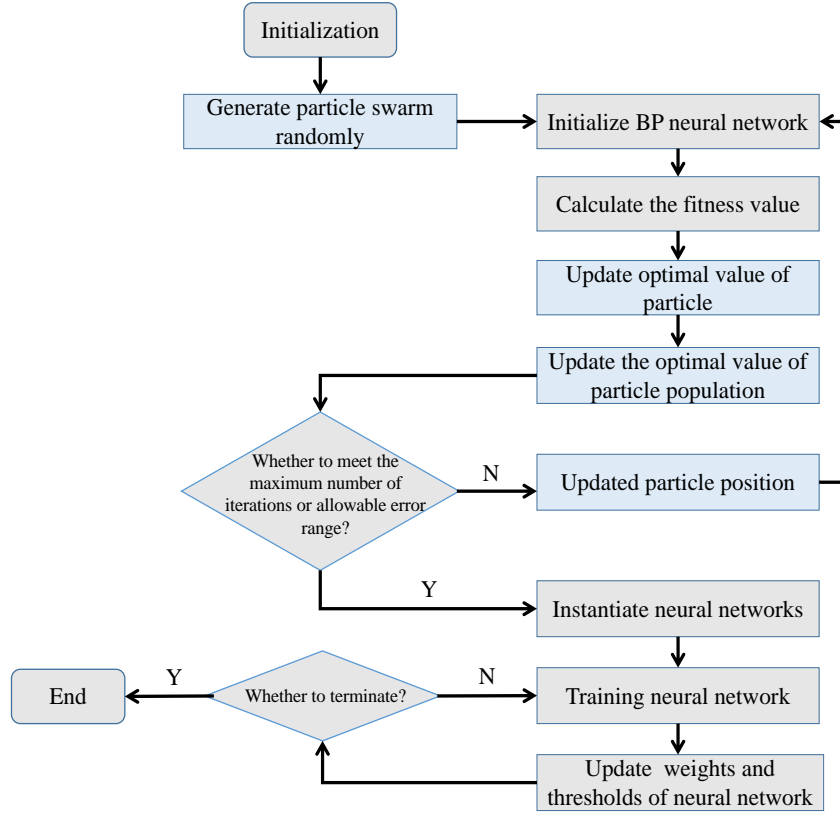 Initialization
Generate particle swarm
randomly
Initialize BP neural network
Calculate the fitness value
Update optimal value of
particle
Update the optimal value of
particle population
Whether to meet the
maximum number of
iterations or allowable error
range?
N
Updated particle position
Y
Instantiate neural networks
End
Y
Whether to terminate?
N
Training neural network
Update weights and
thresholds of neural network